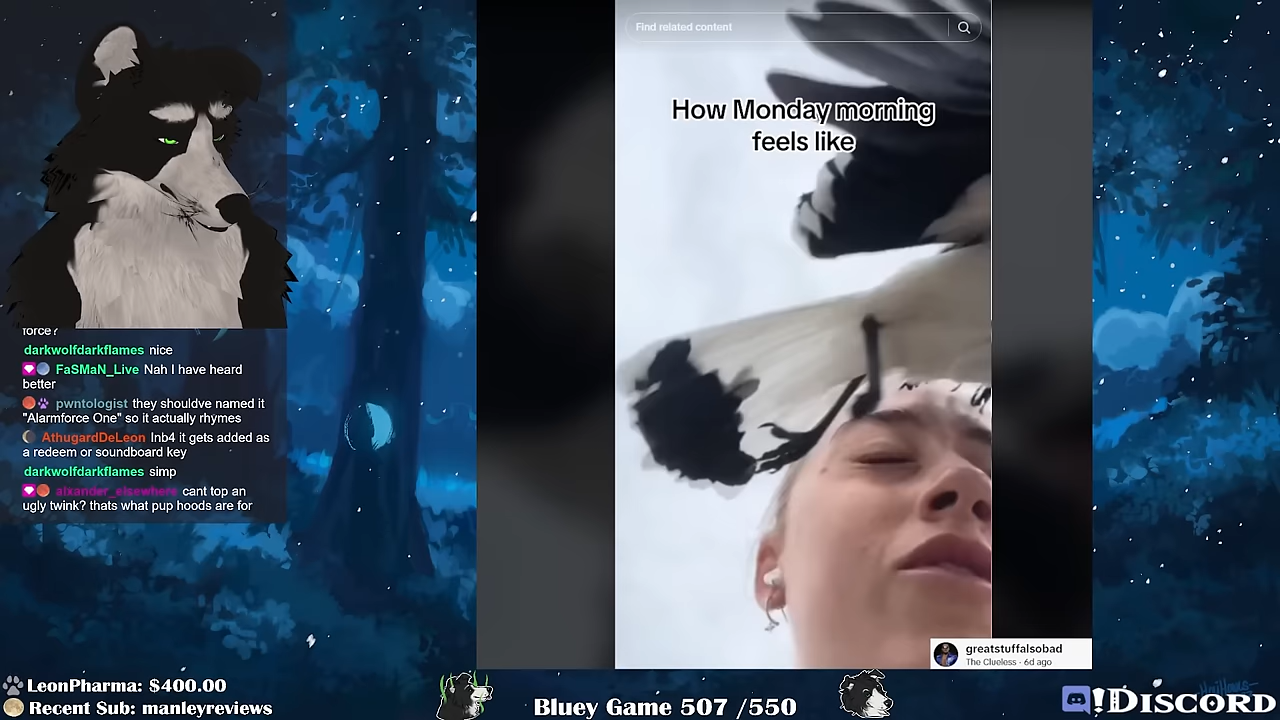 Find related content
How Monday morning
feels like
force?
darkwolfdarkflames nice
FaSMaN_Live Nah I have heard
better
pwntologist they shouldve named it
"Alarmforce One" so it actually rhymes
AthugardDeLeon Inb4 it gets added as
a redeem or soundboard key
darkwolfdarkflames simp
alxander_elsewhere cant top an
ugly twink? thats what pup hoods are for
greatstuffalsobad
The Clueless · 6d ago
LeonPharma: $400.00
Recent Sub: manleyreviews
Bluey Game 507 /550
!Discord